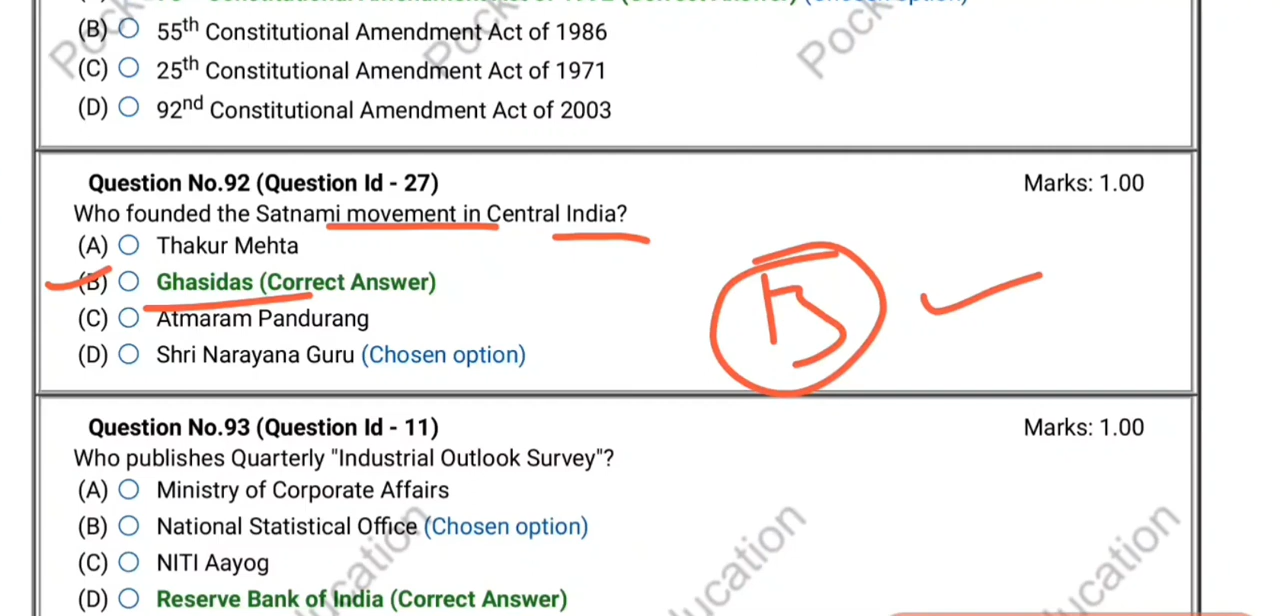 (B) 55th Constitutional Amendment Act of 1986
(C) 25th Constitutional Amendment Act of 1971
(D) 92nd Constitutional Amendment Act of 2003
Question No.92 (Question Id - 27) Marks: 1.00
Who founded the Satnami movement in Central India?
(A) Thakur Mehta
(B) Ghasidas (Correct Answer)
(C) Atmaram Pandurang
(D) Shri Narayana Guru (Chosen option)
B
Question No.93 (Question Id - 11) Marks: 1.00
Who publishes Quarterly "Industrial Outlook Survey"?
(A) Ministry of Corporate Affairs
(B) National Statistical Office (Chosen option)
(C) NITI Aayog
(D) Reserve Bank of India (Correct Answer)